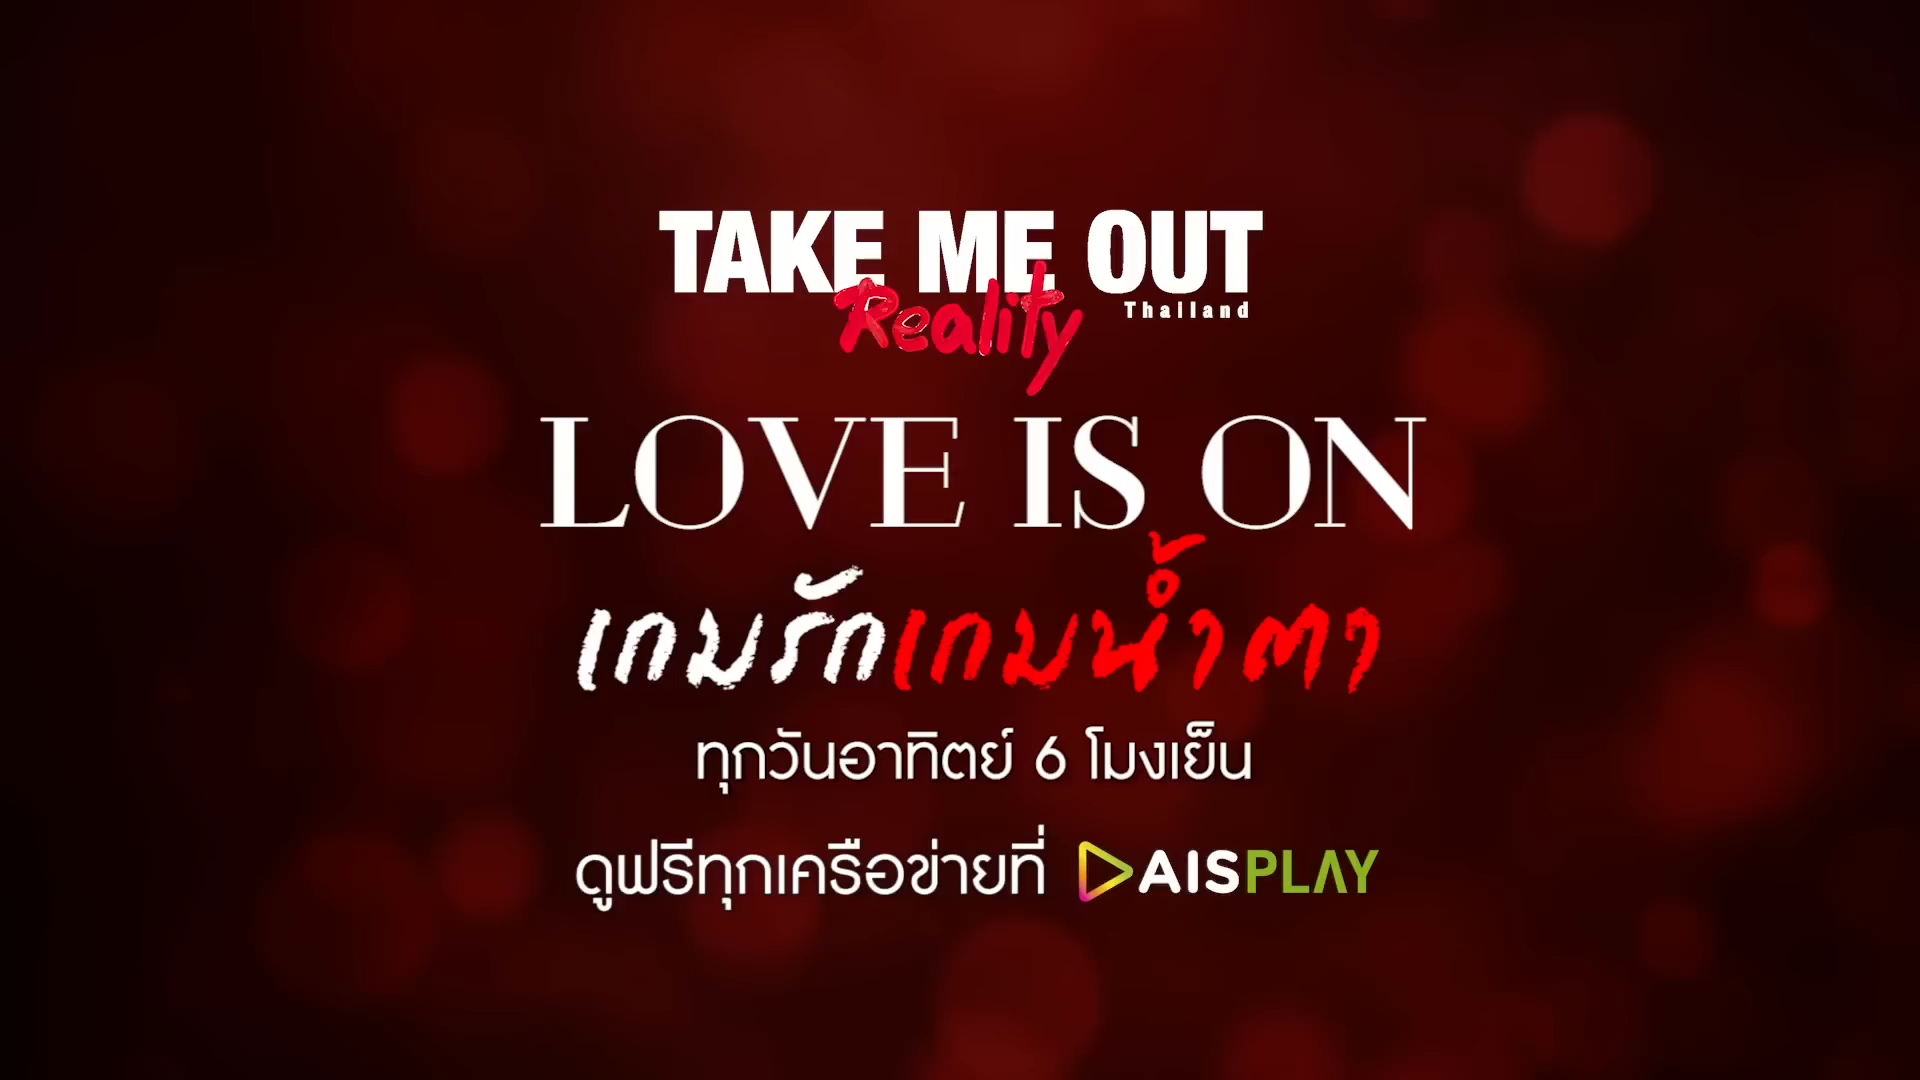 TAKE ME OUT
Reality
Thailand
LOVE IS ON
เกมรักเกมน้ำตา
ทุกวันอาทิตย์ 6 โมงเย็น
ดูฟรีทุกเครือข่ายที่ AISPLAY